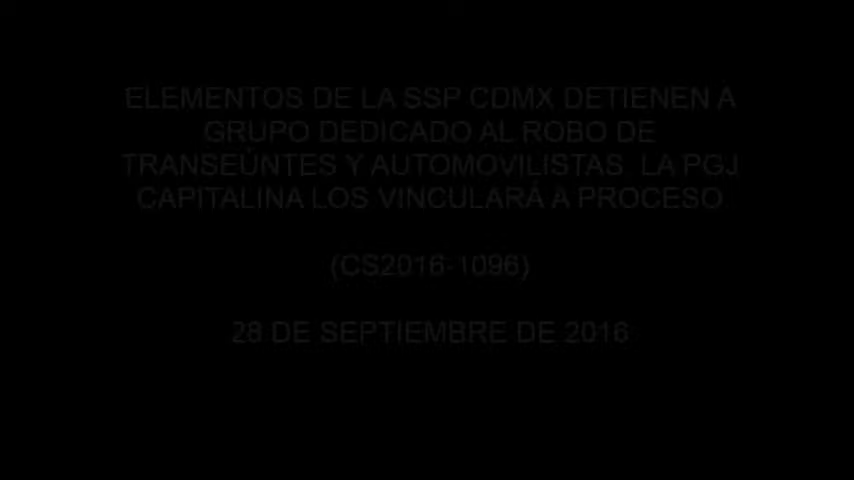 ELEMENTOS DE LA SSP CDMX DETIENEN A
GRUPO DEDICADO AL ROBO DE
TRANSEÚNTES Y AUTOMOVILISTAS. LA PGJ
CAPITALINA LOS VINCULARÁ A PROCESO
(CS2016-1096)
28 DE SEPTIEMBRE DE 2016